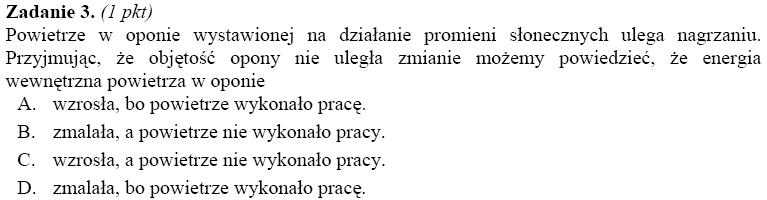 Zadanie 3. (1 pkt)
Powietrze w oponie wystawionej na działanie promieni słonecznych ulega nagrzaniu.
Przyjmując, że objętość opony nie uległa zmianie możemy powiedzieć, że energia
wewnętrzna powietrza w oponie
A. wzrosła, bo powietrze wykonało pracę.
B. zmalała, a powietrze nie wykonało pracy.
C. wzrosła, a powietrze nie wykonało pracy.
D. zmalała, bo powietrze wykonało pracę.